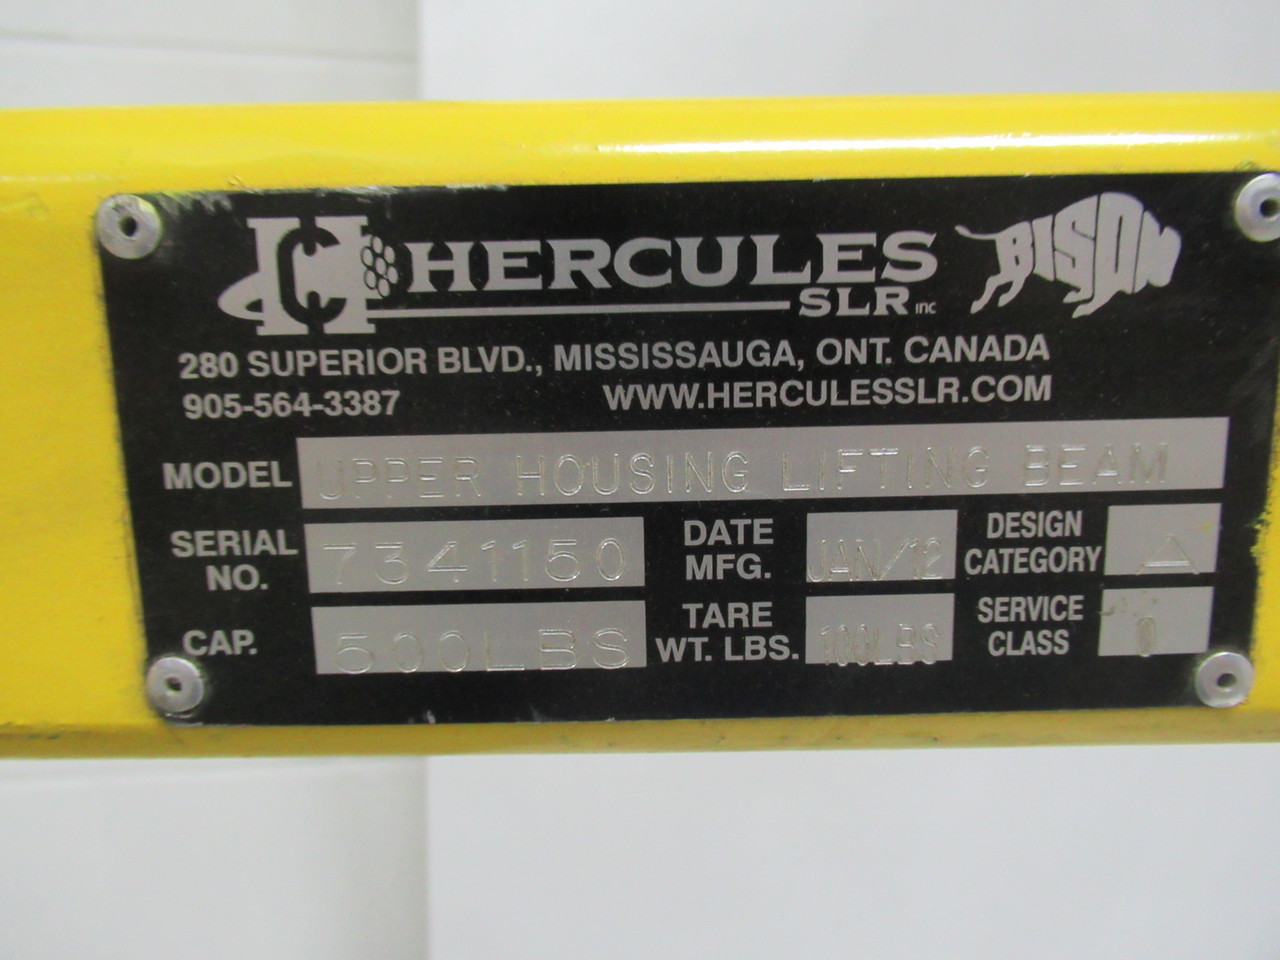 HC HERCULES BISON
SLR INC
280 SUPERIOR BLVD., MISSISSAUGA, ONT. CANADA
905-564-3387 WWW.HERCULESSLR.COM
MODEL UPPER HOUSING LIFTING BEAM
SERIAL NO. 7341150 DATE MFG. JAN/12 DESIGN CATEGORY A
CAP. 500LBS TARE WT. LBS. 100LBS SERVICE CLASS 0